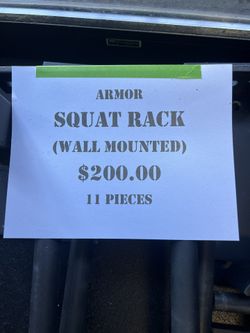 ARMOR
SQUAT RACK
(WALL MOUNTED)
$200.00
11 PIECES